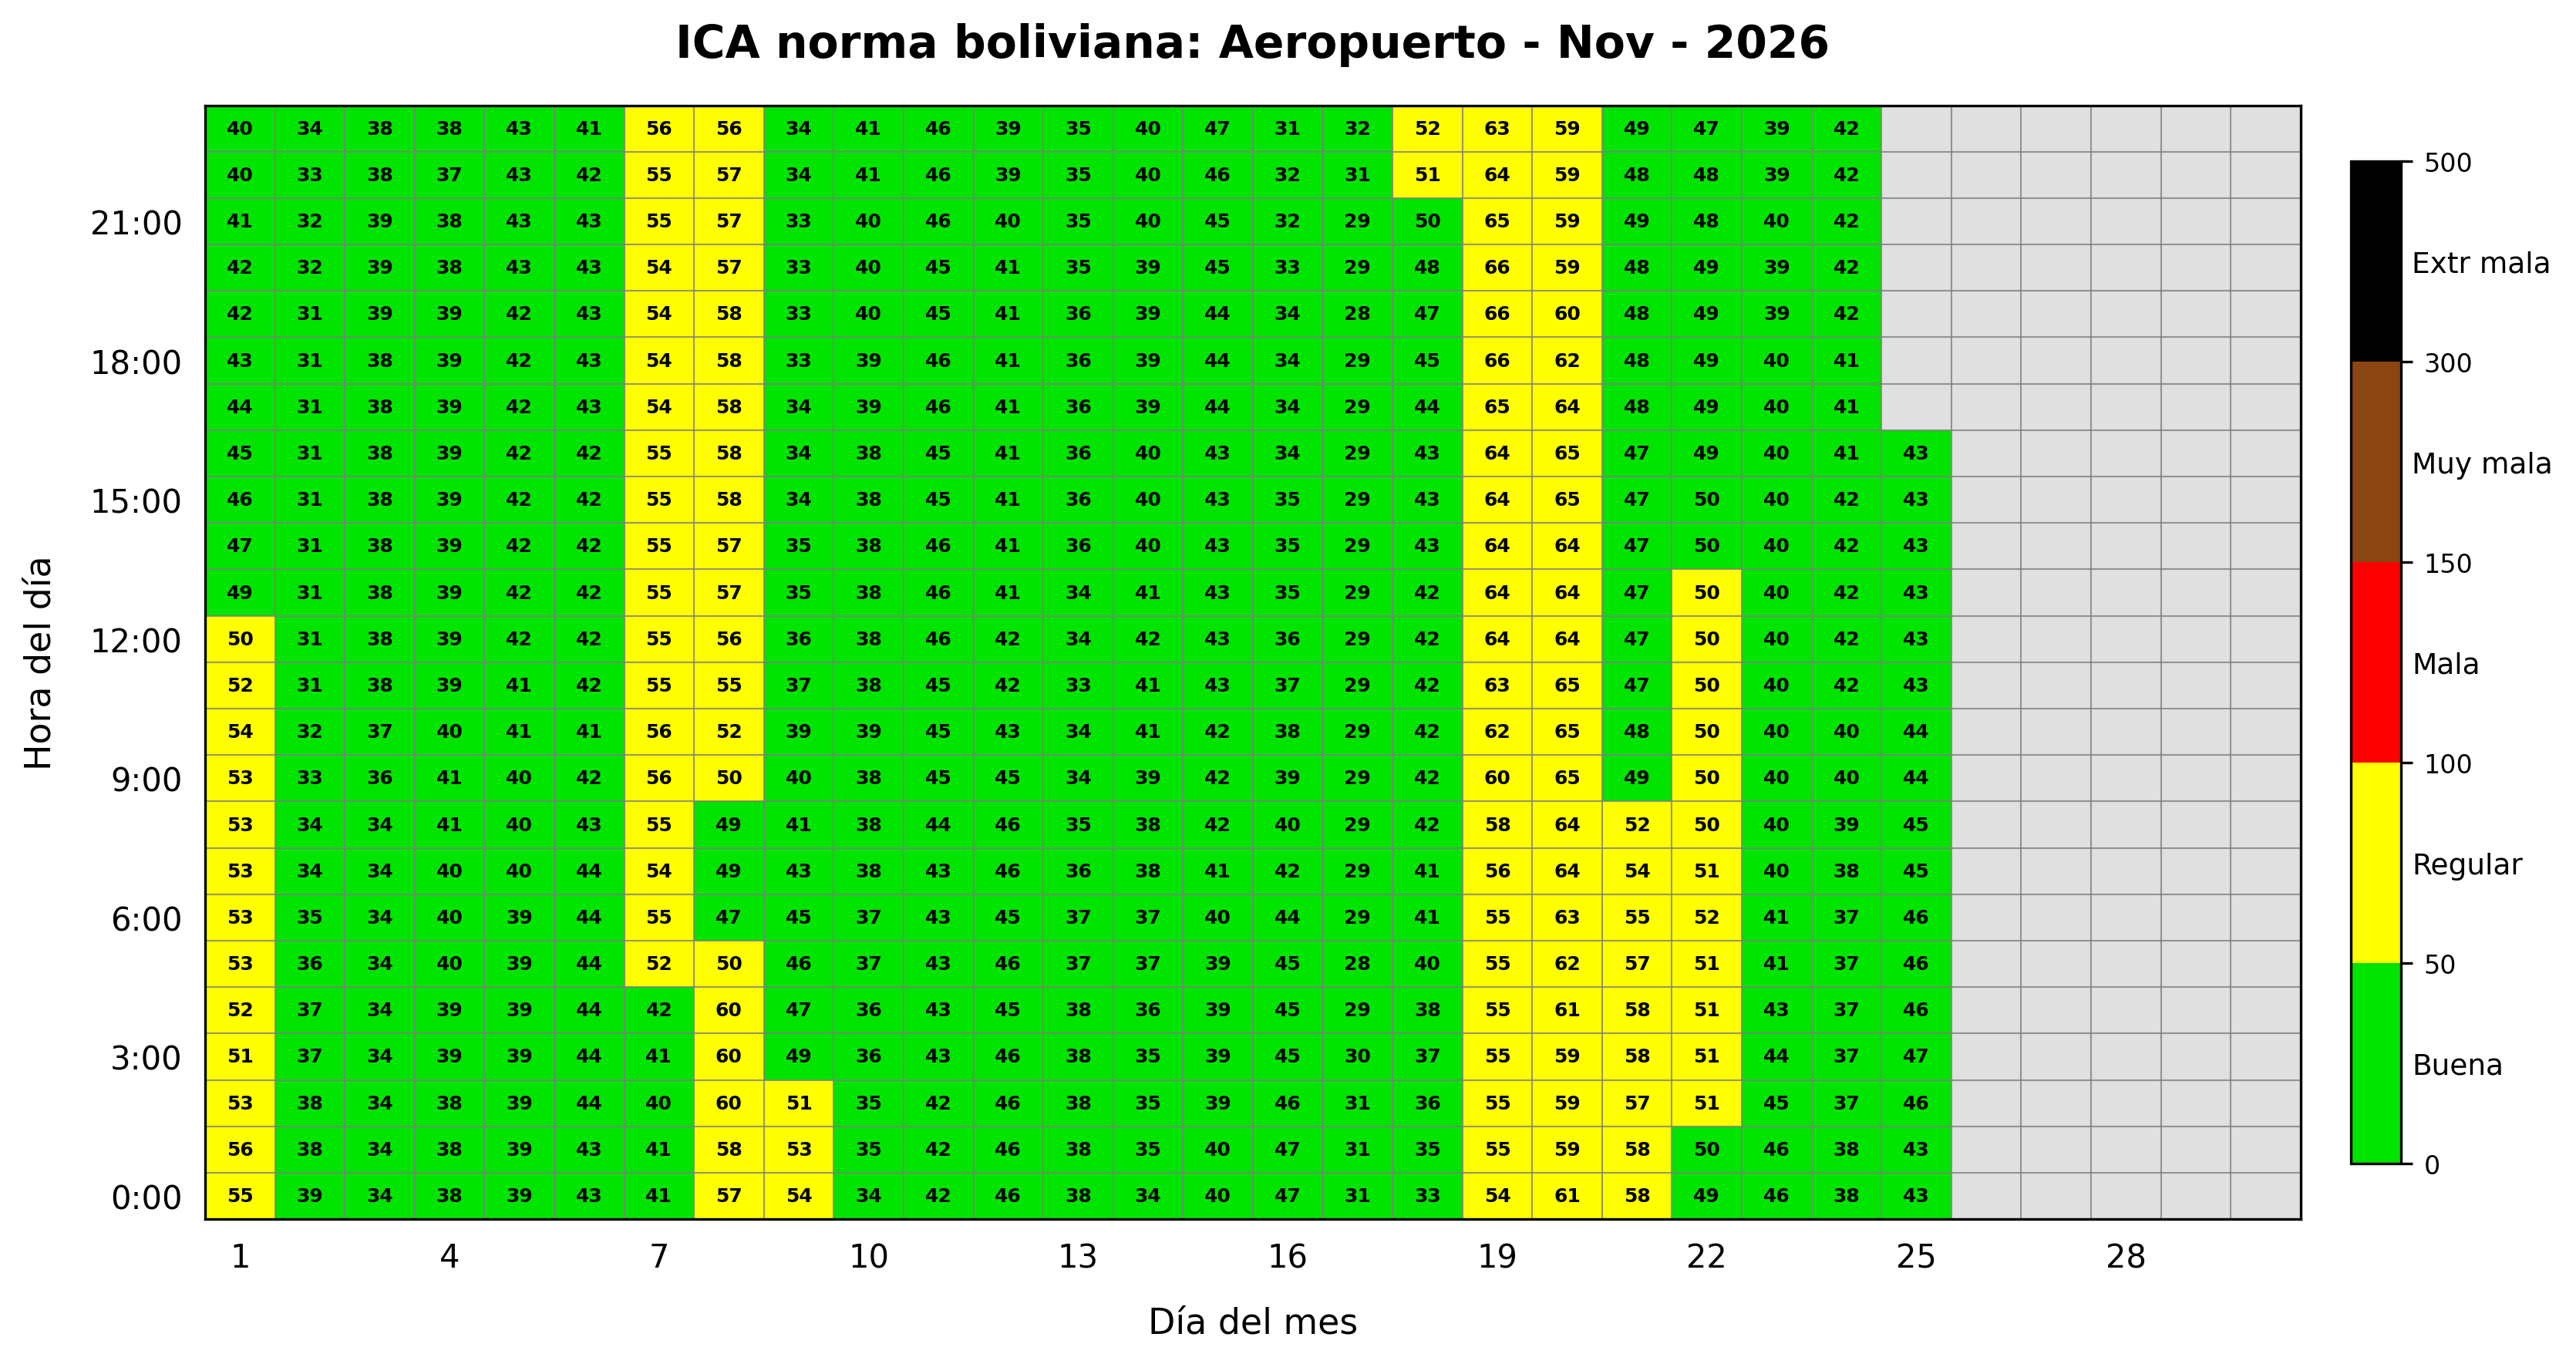 ICA norma boliviana: Aeropuerto - Nov - 2026
40 34 38 38 43 41 56 56 34 41 46 39 35 40 47 31 32 52 63 59 49 47 39 42
40 33 38 37 43 42 55 57 34 41 46 39 35 40 46 32 31 51 64 59 48 48 39 42
21:00 41 32 39 38 43 43 55 57 33 40 46 40 35 40 45 32 29 50 65 59 49 48 40 42
42 32 39 38 43 43 54 57 33 40 45 41 35 39 45 33 29 48 66 59 48 49 39 42
42 31 39 39 42 43 54 58 33 40 45 41 36 39 44 34 28 47 66 60 48 49 39 42
18:00 43 31 38 39 42 43 54 58 33 39 46 41 36 39 44 34 29 45 66 62 48 49 40 41
44 31 38 39 42 43 54 58 34 39 46 41 36 39 44 34 29 44 65 64 48 49 40 41
45 31 38 39 42 42 55 58 34 38 45 41 36 40 43 34 29 43 64 65 47 49 40 41 43
15:00 46 31 38 39 42 42 55 58 34 38 45 41 36 40 43 35 29 43 64 65 47 50 40 42 43
47 31 38 39 42 42 55 57 35 38 46 41 36 40 43 35 29 43 64 64 47 50 40 42 43
49 31 38 39 42 42 55 57 35 38 46 41 34 41 43 35 29 42 64 64 47 50 40 42 43
12:00 50 31 38 39 42 42 55 56 36 38 46 42 34 42 43 36 29 42 64 64 47 50 40 42 43
52 31 38 39 41 42 55 55 37 38 45 42 33 41 43 37 29 42 63 65 47 50 40 42 43
54 32 37 40 41 41 56 52 39 39 45 43 34 41 42 38 29 42 62 65 48 50 40 40 44
9:00 53 33 36 41 40 42 56 50 40 38 45 45 34 39 42 39 29 42 60 65 49 50 40 40 44
53 34 34 41 40 43 55 49 41 38 44 46 35 38 42 40 29 42 58 64 52 50 40 39 45
53 34 34 40 40 44 54 49 43 38 43 46 36 38 41 42 29 41 56 64 54 51 40 38 45
6:00 53 35 34 40 39 44 55 47 45 37 43 45 37 37 40 44 29 41 55 63 55 52 41 37 46
53 36 34 40 39 44 52 50 46 37 43 46 37 37 39 45 28 40 55 62 57 51 41 37 46
52 37 34 39 39 44 42 60 47 36 43 45 38 36 39 45 29 38 55 61 58 51 43 37 46
3:00 51 37 34 39 39 44 41 60 49 36 43 46 38 35 39 45 30 37 55 59 58 51 44 37 47
53 38 34 38 39 44 40 60 51 35 42 46 38 35 39 46 31 36 55 59 57 51 45 37 46
56 38 34 38 39 43 41 58 53 35 42 46 38 35 40 47 31 35 55 59 58 50 46 38 43
0:00 55 39 34 38 39 43 41 57 54 34 42 46 38 34 40 47 31 33 54 61 58 49 46 38 43
1 4 7 10 13 16 19 22 25 28
Día del mes
Hora del día
500
Extr mala
300
Muy mala
150
Mala
100
Regular
50
Buena
0